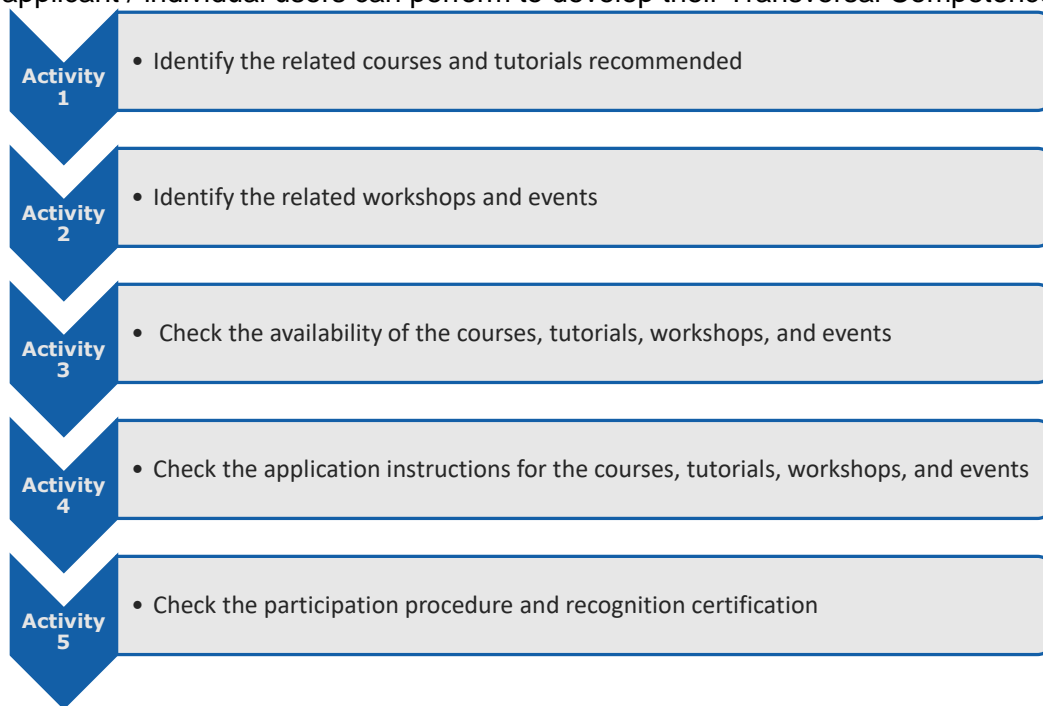 applicant / individual users can perform to develop their Transversal
Activity
1
• Identify the related courses and tutorials recommended
Activity
2
• Identify the related workshops and events
Activity
3
• Check the availability of the courses, tutorials, workshops, and events
Activity
4
• Check the application instructions for the courses, tutorials, workshops, and events
Activity
5
• Check the participation procedure and recognition certification